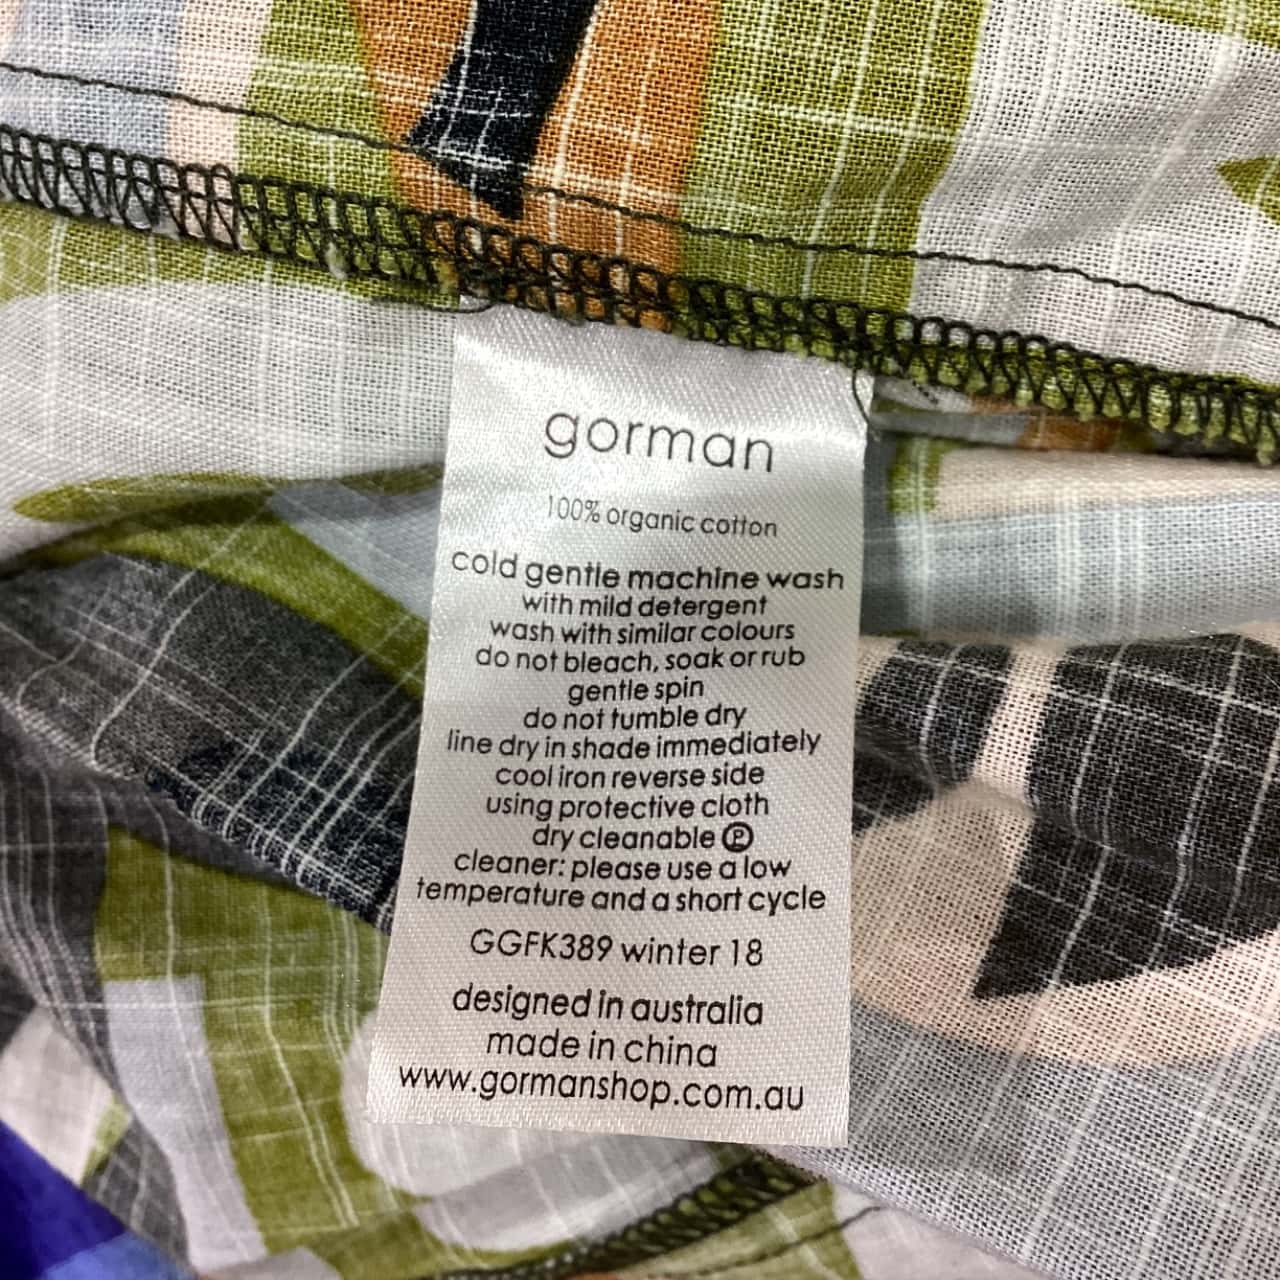 gorman
100% organic cotton
cold gentle machine wash
with mild detergent
wash with similar colours
do not bleach, soak or rub
gentle spin
do not tumble dry
line dry in shade immediately
cool iron reverse side
using protective cloth
dry cleanable Ⓟ
cleaner: please use a low
temperature and a short cycle
GGFK389 winter 18
designed in australia
made in china
www.gormanshop.com.au